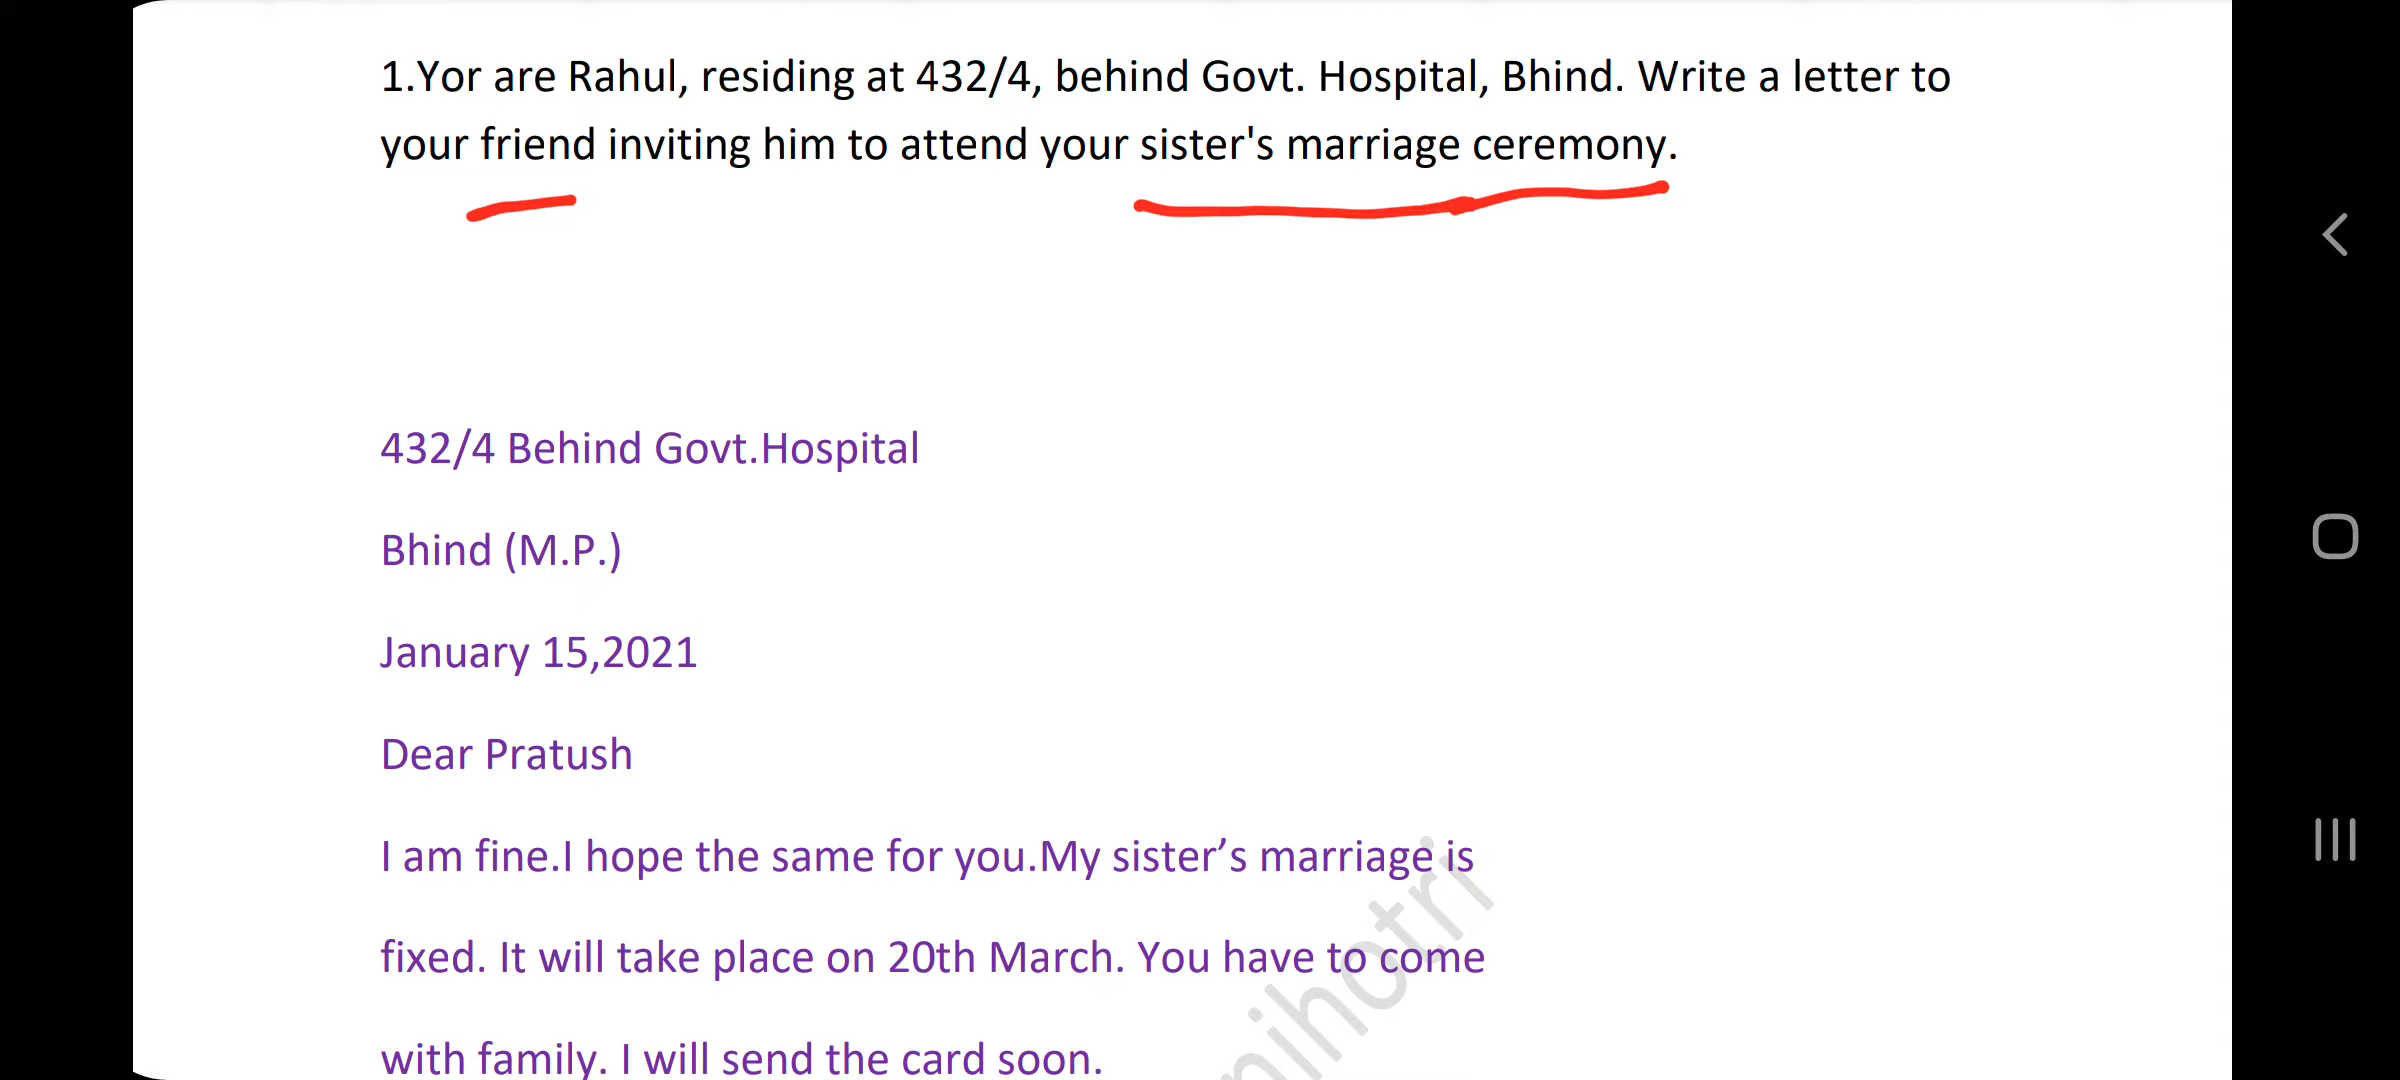 1.Yor are Rahul, residing at 432/4, behind Govt. Hospital, Bhind. Write a letter to
your friend inviting him to attend your sister's marriage ceremony.
432/4 Behind Govt.Hospital
Bhind (M.P.)
January 15,2021
Dear Pratush
I am fine.I hope the same for you.My sister’s marriage is
fixed. It will take place on 20th March. You have to come
with family. I will send the card soon.